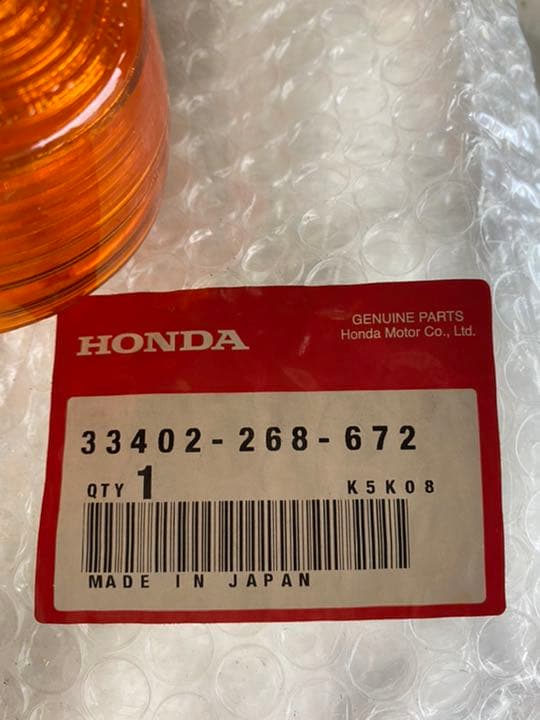 HONDA
GENUINE PARTS
Honda Motor Co., Ltd.
33402-268-672
QTY 1 K5K08
MADE IN JAPAN